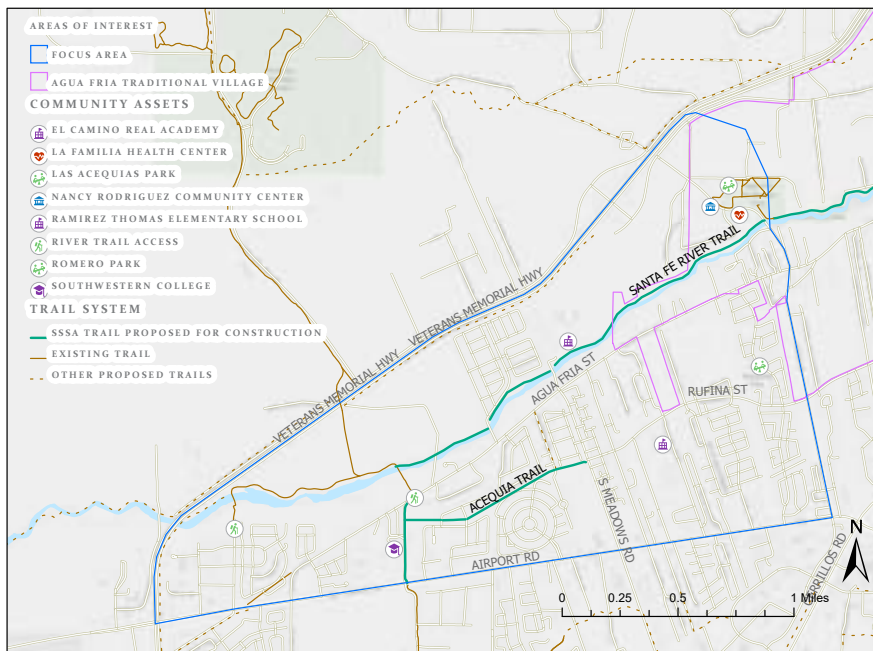 AREAS OF INTEREST
FOCUS AREA
AGUA FRIA TRADITIONAL VILLAGE
COMMUNITY ASSETS
EL CAMINO REAL ACADEMY
LA FAMILIA HEALTH CENTER
LAS ACEQUIAS PARK
NANCY RODRIGUEZ COMMUNITY CENTER
RAMIREZ THOMAS ELEMENTARY SCHOOL
RIVER TRAIL ACCESS
ROMERO PARK
SOUTHWESTERN COLLEGE
TRAIL SYSTEM
SSSA TRAIL PROPOSED FOR CONSTRUCTION
EXISTING TRAIL
OTHER PROPOSED TRAILS
SANTA FE RIVER TRAIL
VETERANS MEMORIAL HWY
VETERANS MEMORIAL HWY
AGUA FRIA ST
RUFINA ST
ACEQUIA TRAIL
S MEADOWS RD
AIRPORT RD
CERRILLOS RD
N
0 0.25 0.5 1 Miles